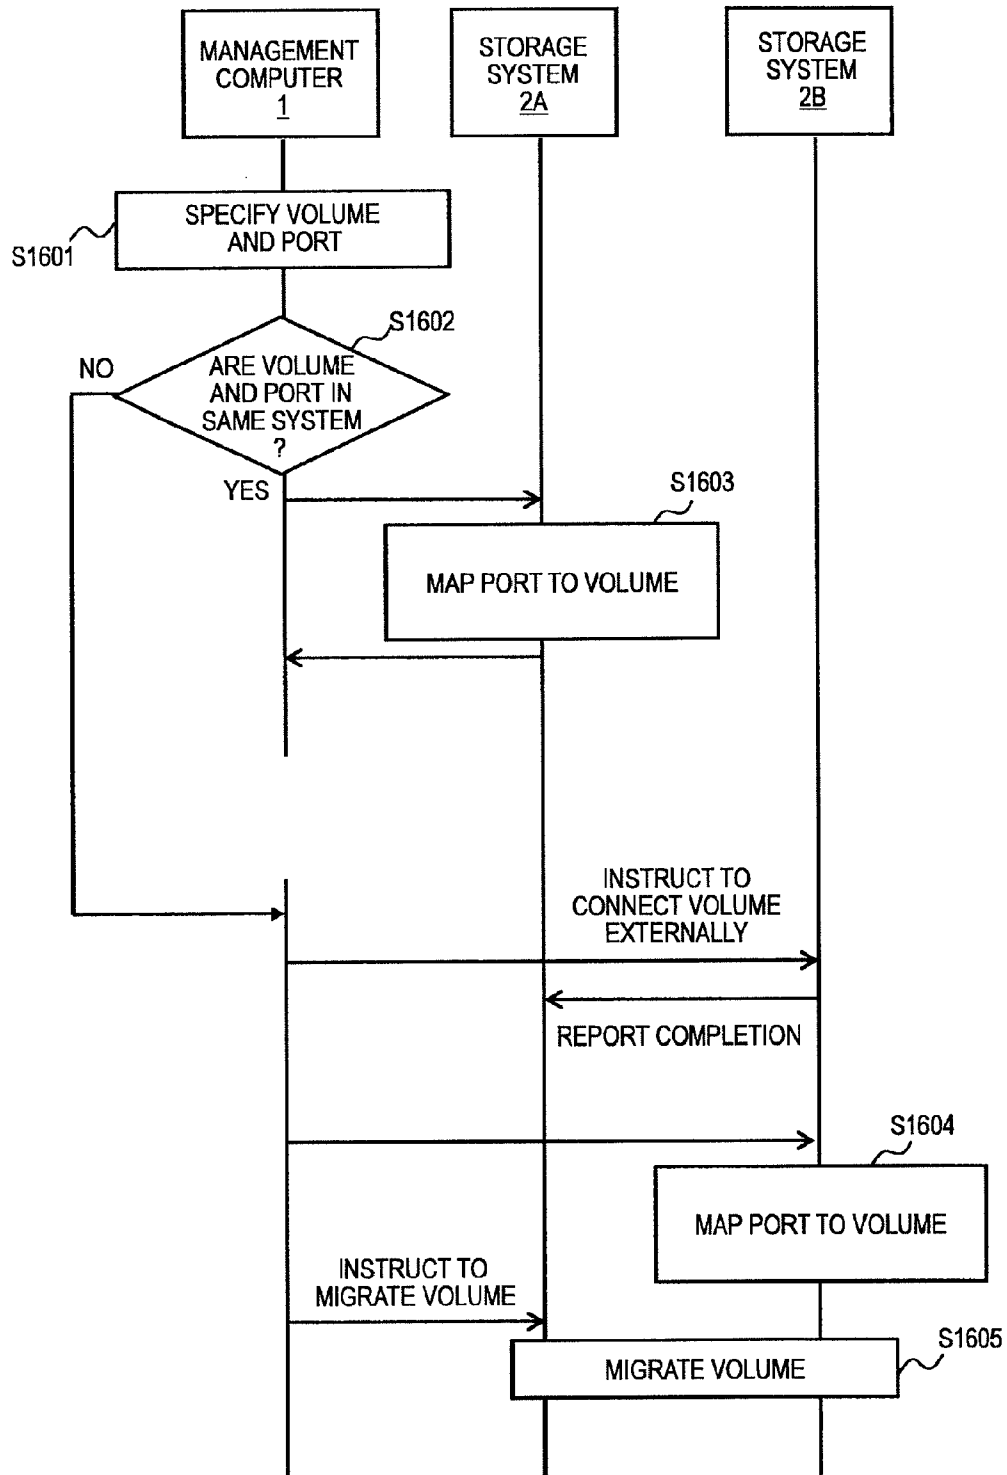 MANAGEMENT
COMPUTER
1
STORAGE
SYSTEM
2A
STORAGE
SYSTEM
2B
SPECIFY VOLUME
AND PORT
S1601
S1602
NO
ARE VOLUME
AND PORT IN
SAME SYSTEM
?
YES
S1603
MAP PORT TO VOLUME
INSTRUCT TO
CONNECT VOLUME
EXTERNALLY
REPORT COMPLETION
S1604
MAP PORT TO VOLUME
INSTRUCT TO
MIGRATE VOLUME
S1605
MIGRATE VOLUME